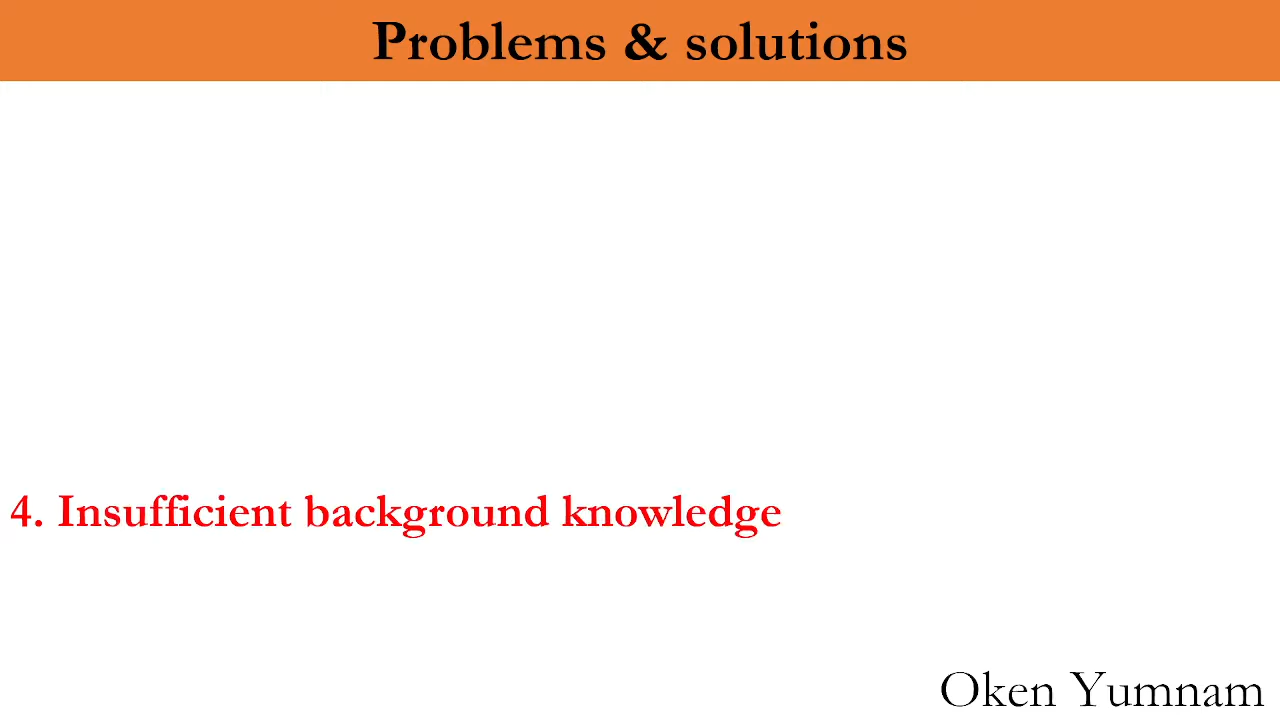 Problems & solutions
4. Insufficient background knowledge
Oken Yumnam